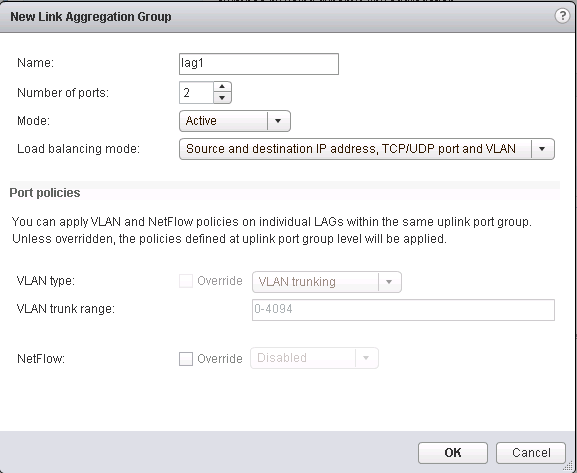 New Link Aggregation Group ?
Name: lag1
Number of ports: 2
Mode: Active
Load balancing mode: Source and destination IP address, TCP/UDP port and VLAN
Port policies
You can apply VLAN and NetFlow policies on individual LAGs within the same uplink port group.
Unless overridden, the policies defined at uplink port group level will be applied.
VLAN type: Override VLAN trunking
VLAN trunk range: 0-4094
NetFlow: Override Disabled
OK Cancel